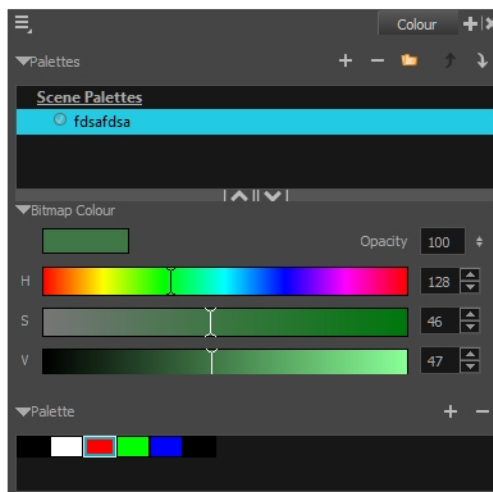 Colour
Palettes
Scene Palettes
fdsafdsa
Bitmap Colour
Opacity 100
H 128
S 46
V 47
Palette